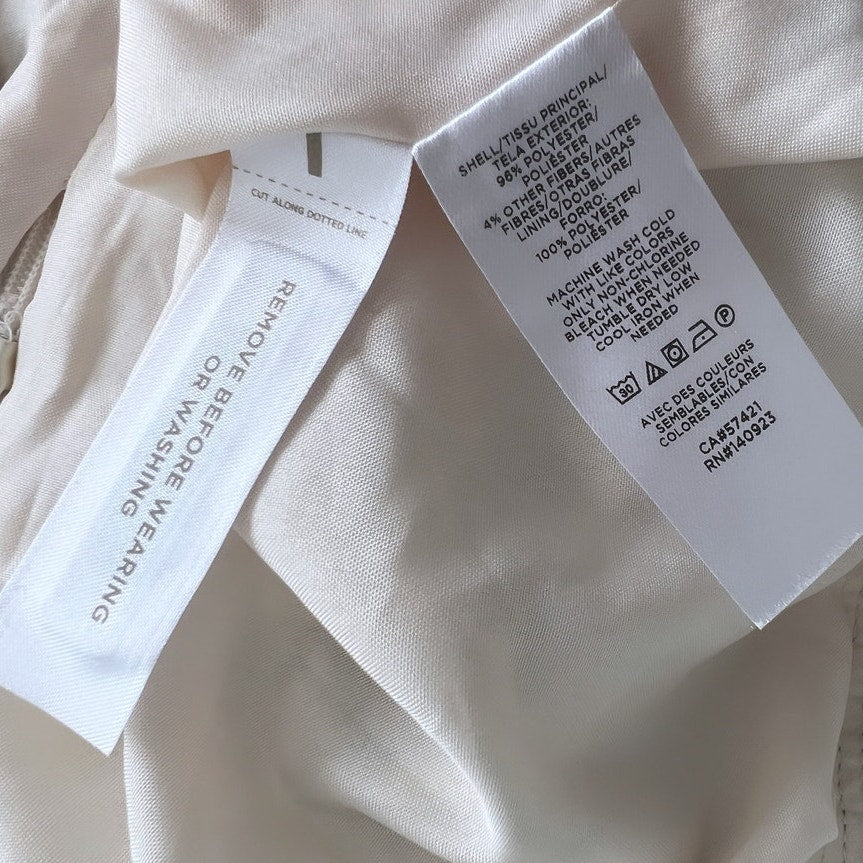 CUT ALONG DOTTED LINE
REMOVE BEFORE WEARING
OR WASHING
SHELL/TISSU PRINCIPAL/
TELA EXTERIOR:
96% POLYESTER/
POLIÉSTER
4% OTHER FIBERS/AUTRES
FIBRES/OTRAS FIBRAS
LINING/DOUBLURE/
FORRO:
100% POLYESTER/
POLIÉSTER
MACHINE WASH COLD
WITH LIKE COLORS
ONLY NON-CHLORINE
BLEACH WHEN NEEDED
TUMBLE DRY LOW
COOL IRON WHEN
NEEDED
30 P
AVEC DES COULEURS
SEMBLABLES/CON
COLORES SIMILARES
CA#57421
RN#140923